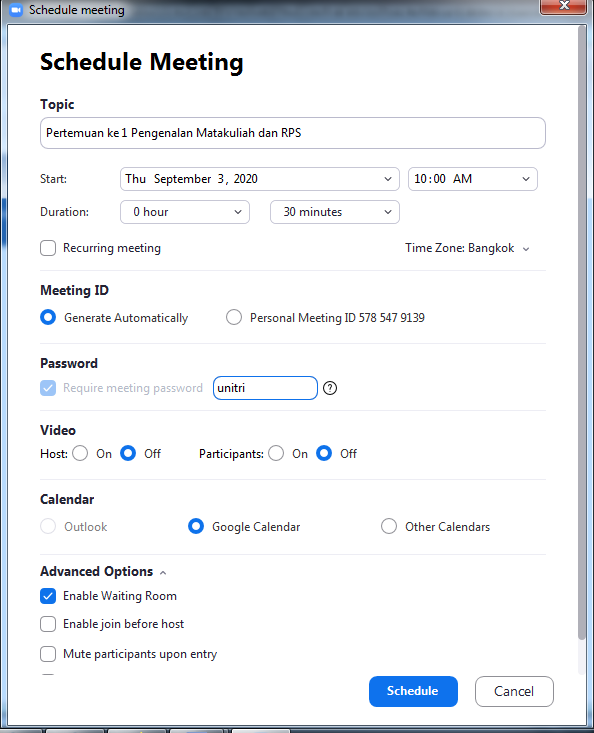 Schedule meeting
Schedule Meeting
Topic
Pertemuan ke 1 Pengenalan Matakuliah dan RPS
Start: Thu September 3, 2020 10:00 AM
Duration: 0 hour 30 minutes
Recurring meeting Time Zone: Bangkok
Meeting ID
Generate Automatically Personal Meeting ID 578 547 9139
Password
Require meeting password unitri ?
Video
Host: On Off Participants: On Off
Calendar
Outlook Google Calendar Other Calendars
Advanced Options
Enable Waiting Room
Enable join before host
Mute participants upon entry
Schedule Cancel